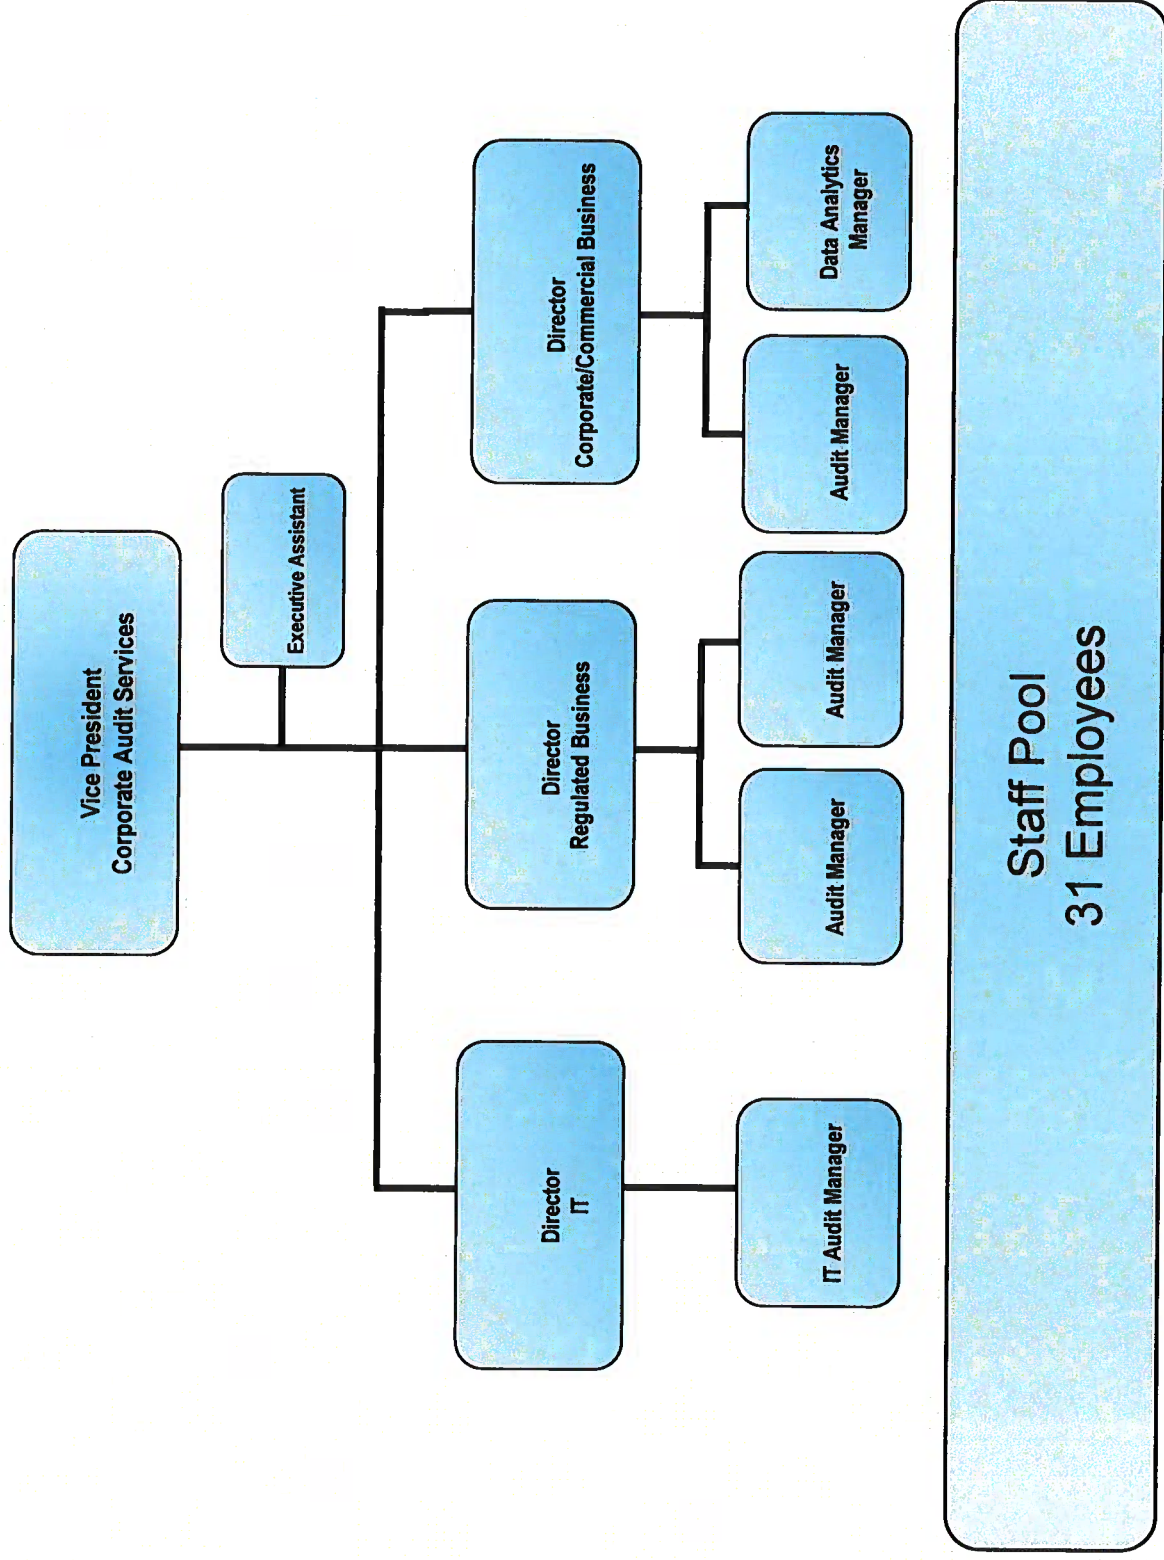 Vice President
Corporate Audit Services
Executive Assistant
Director
IT
Director
Regulated Business
Director
Corporate/Commercial Business
IT Audit Manager
Audit Manager
Audit Manager
Audit Manager
Data Analytics
Manager
Staff Pool
31 Employees